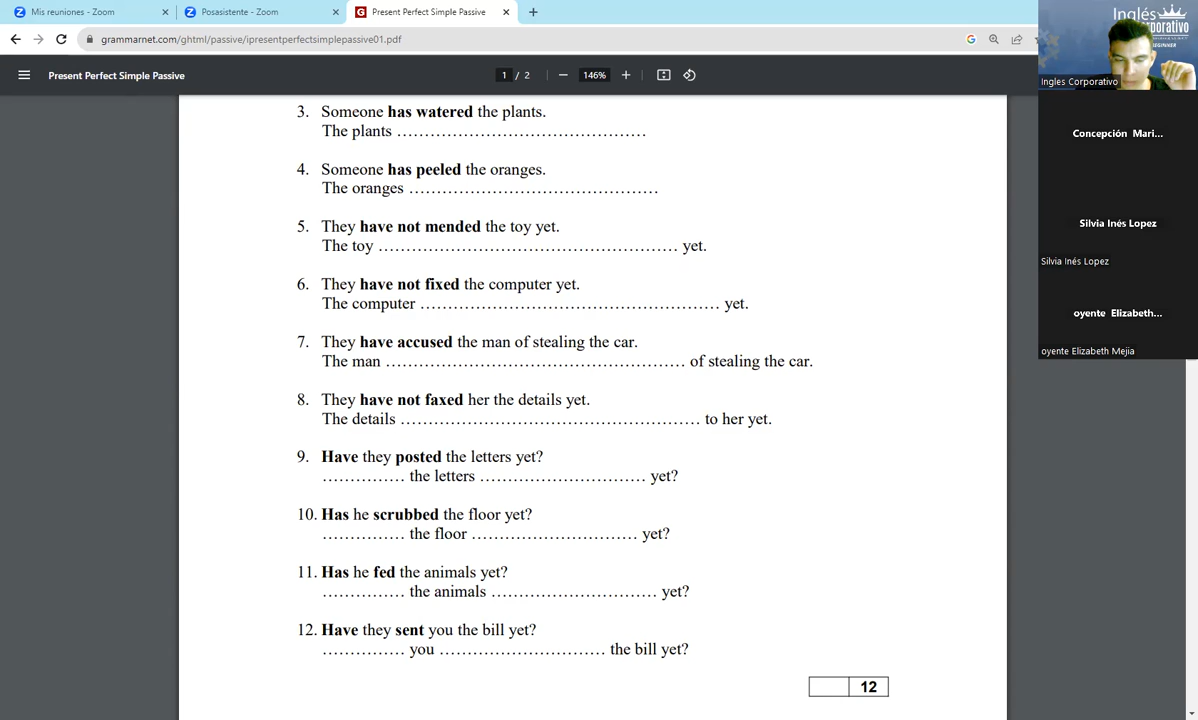 Mis reuniones - Zoom
Posasistente - Zoom
Present Perfect Simple Passive
grammarnet.com/ghtml/passive/ipresentperfectsimplepassive01.pdf
Present Perfect Simple Passive
1 / 2
146%
3. Someone has watered the plants.
The plants …………………………………………
4. Someone has peeled the oranges.
The oranges …………………………………………
5. They have not mended the toy yet.
The toy ………………………………………………… yet.
6. They have not fixed the computer yet.
The computer ………………………………………………… yet.
7. They have accused the man of stealing the car.
The man ………………………………………………… of stealing the car.
8. They have not faxed her the details yet.
The details ………………………………………………… to her yet.
9. Have they posted the letters yet?
…………… the letters ………………………… yet?
10. Has he scrubbed the floor yet?
…………… the floor ………………………… yet?
11. Has he fed the animals yet?
…………… the animals ………………………… yet?
12. Have they sent you the bill yet?
…………… you ………………………… the bill yet?
12
Inglés
Corporativo
BEGINNER
Ingles Corporativo
Concepción Mari...
Silvia Inés Lopez
Silvia Inés Lopez
oyente Elizabeth...
oyente Elizabeth Mejia